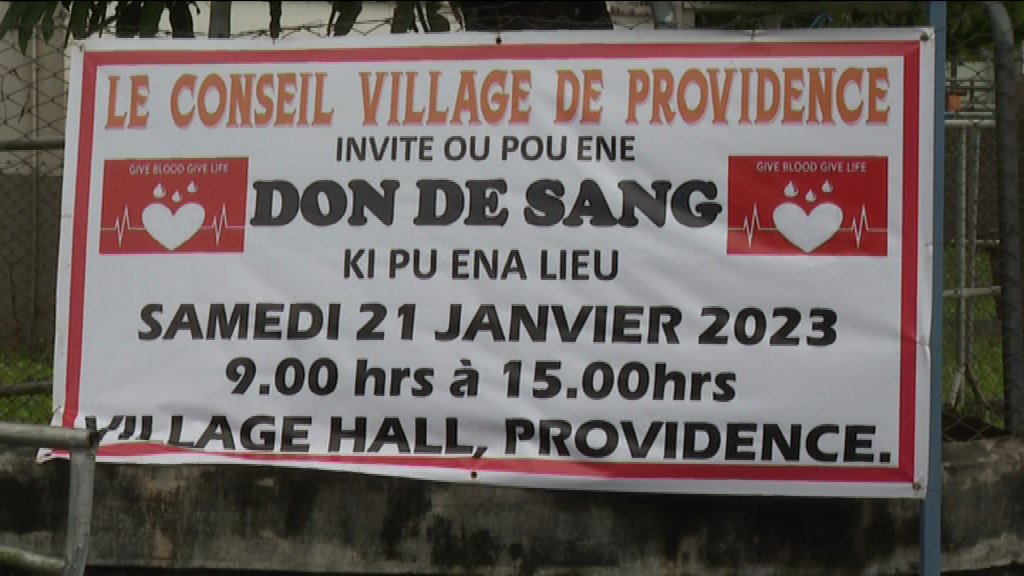 LE CONSEIL VILLAGE DE PROVIDENCE
INVITE OU POU ENE
GIVE BLOOD GIVE LIFE
DON DE SANG
GIVE BLOOD GIVE LIFE
KI PU ENA LIEU
SAMEDI 21 JANVIER 2023
9.00 hrs à 15.00hrs
VILLAGE HALL, PROVIDENCE.